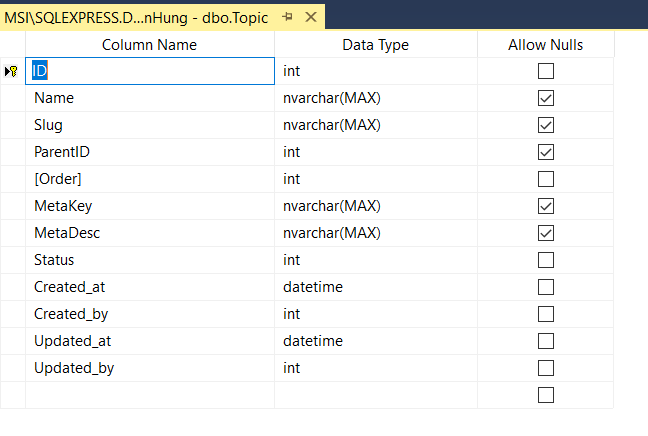 MSI\SQLEXPRESS.D...nHung - dbo.Topic
Column Name Data Type Allow Nulls
ID int
Name nvarchar(MAX)
Slug nvarchar(MAX)
ParentID int
[Order] int
MetaKey nvarchar(MAX)
MetaDesc nvarchar(MAX)
Status int
Created_at datetime
Created_by int
Updated_at datetime
Updated_by int